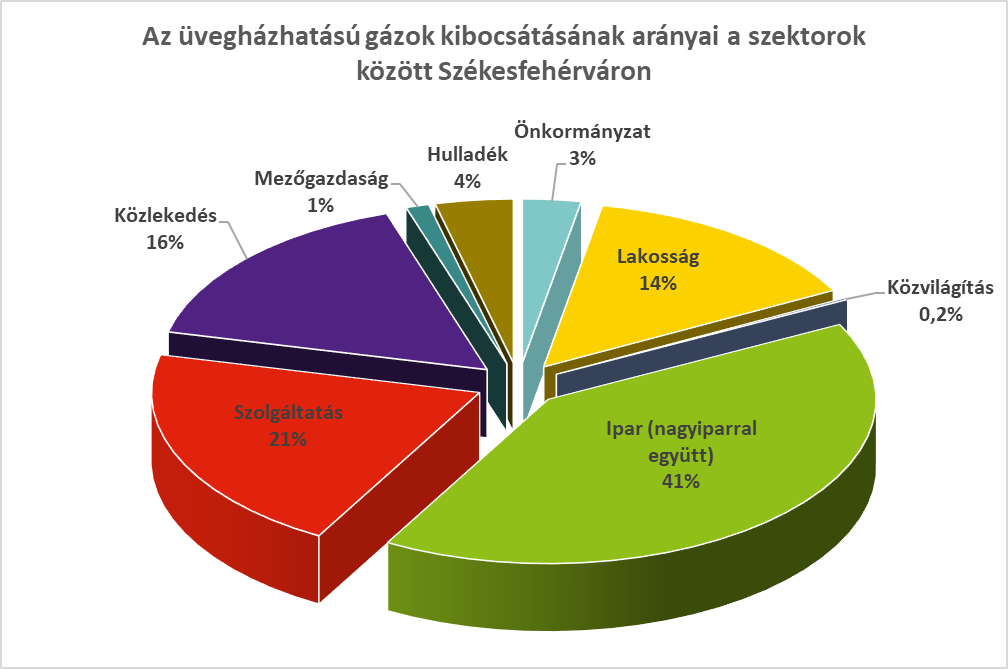 Az üvegházhatású gázok kibocsátásának arányai a szektorok
között Székesfehérváron
Önkormányzat
3%
Hulladék
4%
Mezőgazdaság
1%
Közlekedés
16%
Lakosság
14%
Közvilágítás
0,2%
Szolgáltatás
21%
Ipar (nagyiparral
együtt)
41%